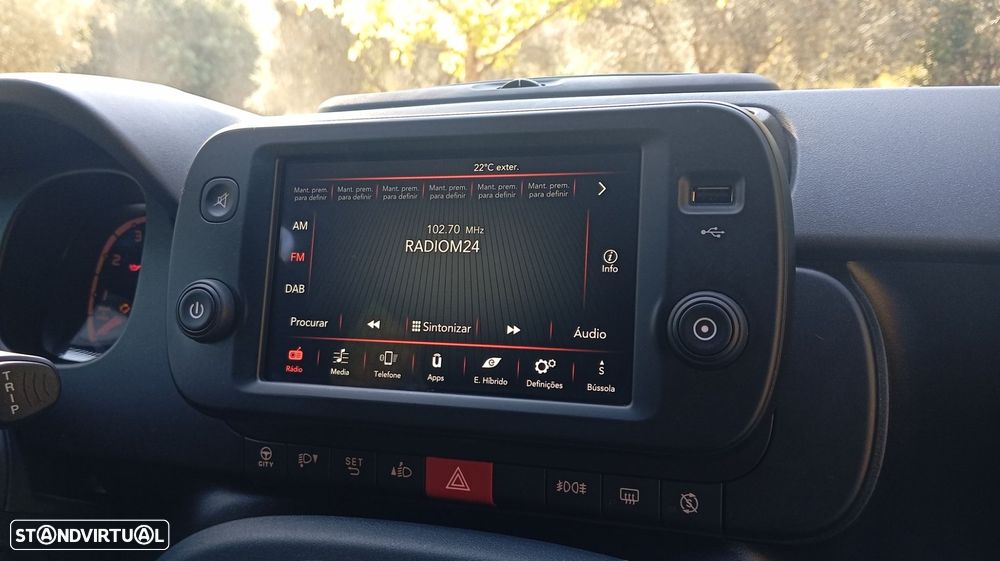 22°C exter.
Mant. prem. para definir
Mant. prem. para definir
Mant. prem. para definir
Mant. prem. para definir
Mant. prem. para definir
Mant. prem. para definir
AM
102.70 MHz
RADIOM24
FM
Info
DAB
Procurar
Sintonizar
Áudio
Rádio
Media
Telefone
Apps
E. Híbrido
Definições
S
Bússola
3
2
TRIP
CITY
SET
STANDVIRTUAL